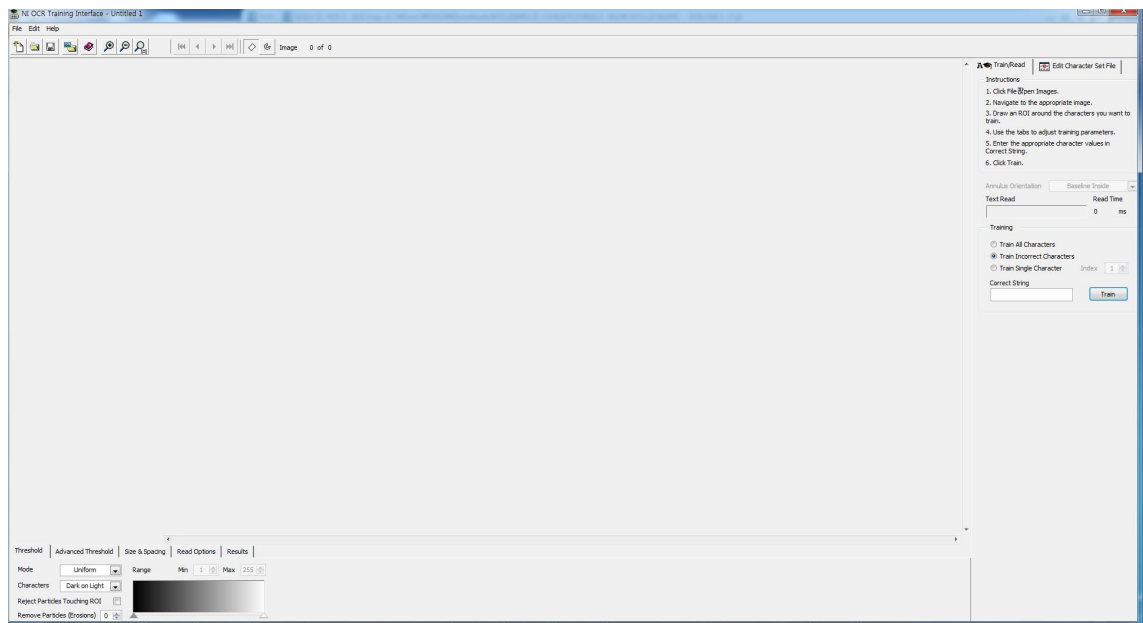 NI OCR Training Interface - Untitled 1
File Edit Help
Image 0 of 0
A Train/Read Edit Character Set File
Instructions
1. Click File 값pen Images.
2. Navigate to the appropriate image.
3. Draw an ROI around the characters you want to
train.
4. Use the tabs to adjust training parameters.
5. Enter the appropriate character values in
Correct String.
6. Click Train.
Annulus Orientation Baseline Inside
Text Read Read Time
0 ms
Training
Train All Characters
Train Incorrect Characters
Train Single Character Index 1
Correct String
Train
Threshold Advanced Threshold Size & Spacing Read Options Results
Mode Uniform Range Min 1 Max 255
Characters Dark on Light
Reject Particles Touching ROI
Remove Particles (Erosions) 0